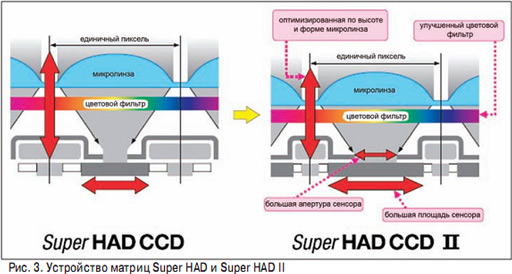 единичный пиксель
микролинза
цветовой фильтр
Super HAD CCD
оптимизированная по высоте
и форме микролинза
улучшенный цветовой
фильтр
единичный пиксель
микролинза
цветовой фильтр
большая апертура сенсора
большая площадь сенсора
Super HAD CCD II
Рис. 3. Устройство матриц Super HAD и Super HAD II